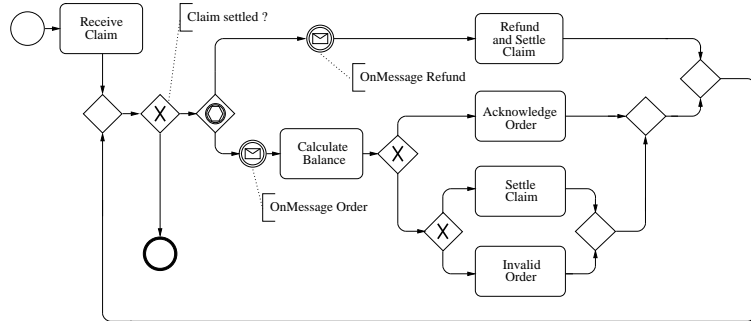 Claim settled ?
Receive
Claim
Refund
and Settle
Claim
OnMessage Refund
Acknowledge
Order
Calculate
Balance
Settle
Claim
OnMessage Order
Invalid
Order